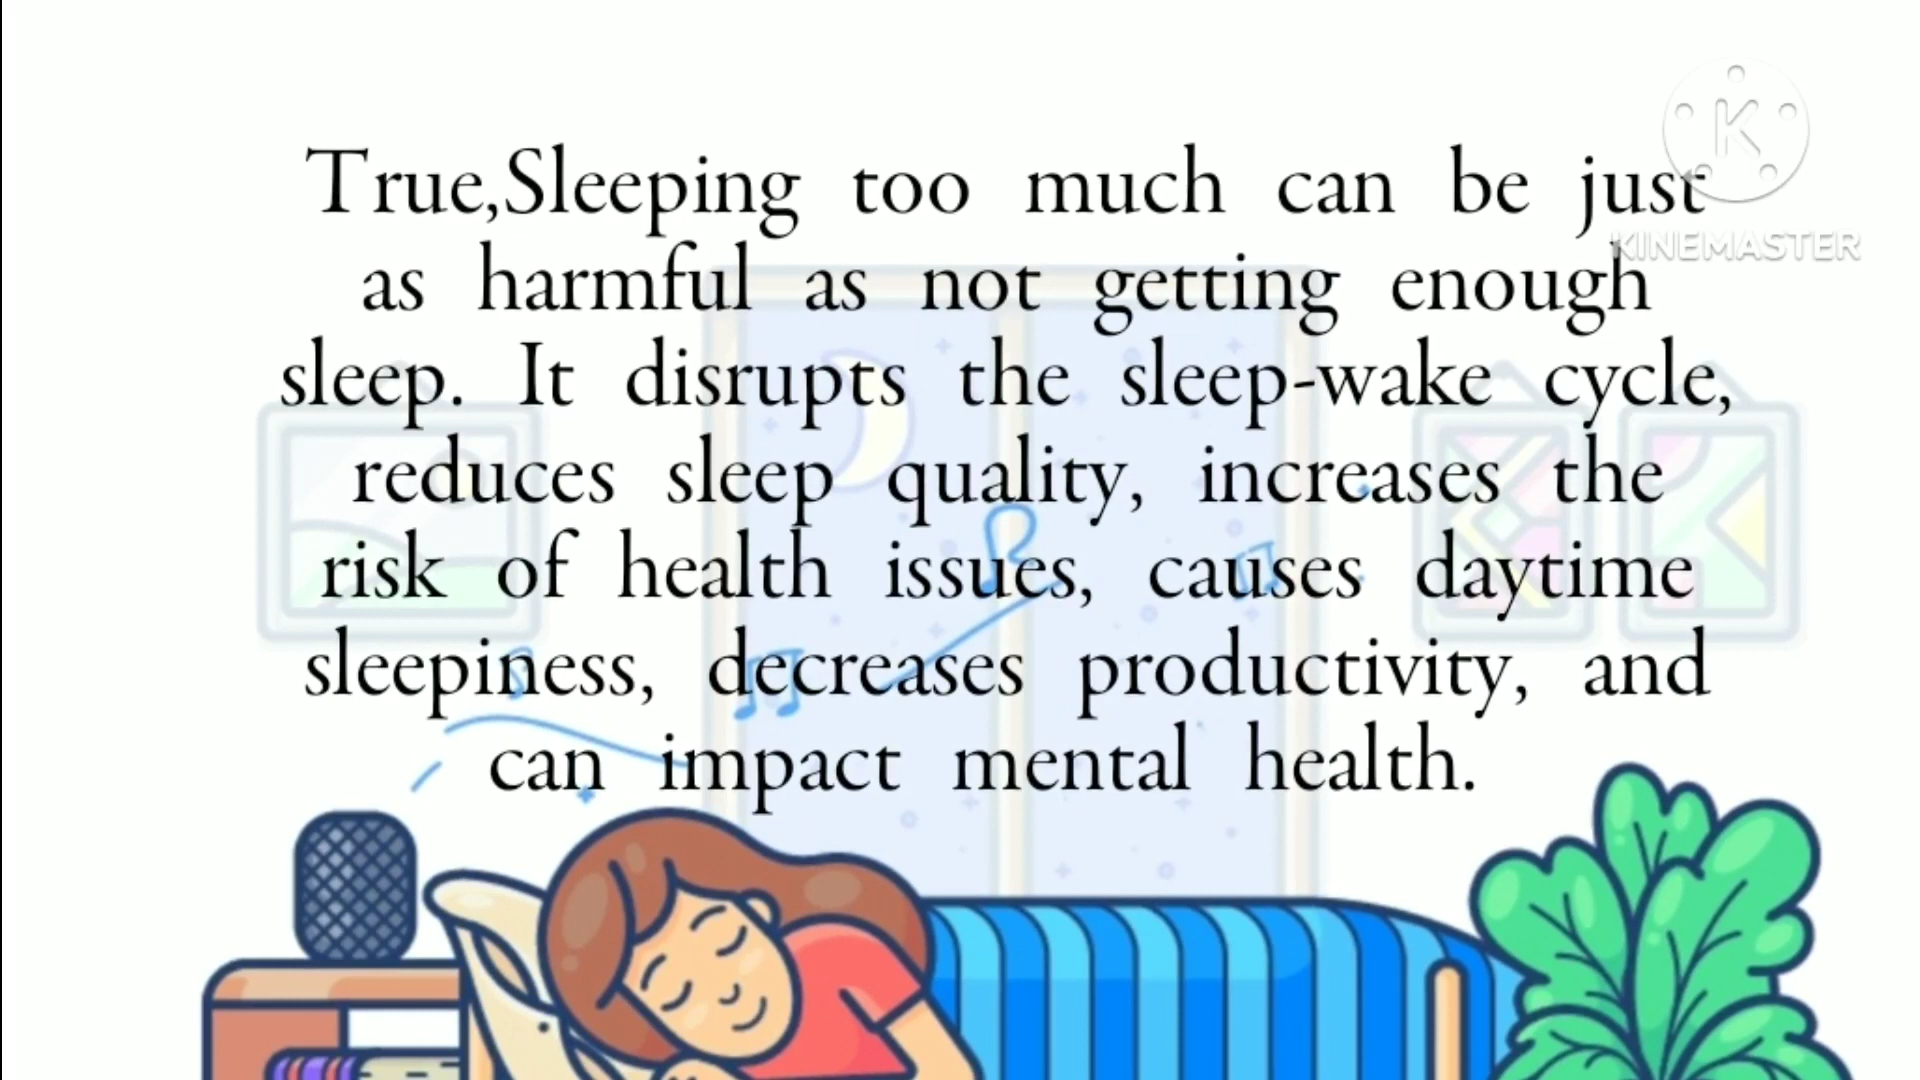 True,Sleeping too much can be just
as harmful as not getting enough
sleep. It disrupts the sleep-wake cycle,
reduces sleep quality, increases the
risk of health issues, causes daytime
sleepiness, decreases productivity, and
can impact mental health.
K
KINEMASTER